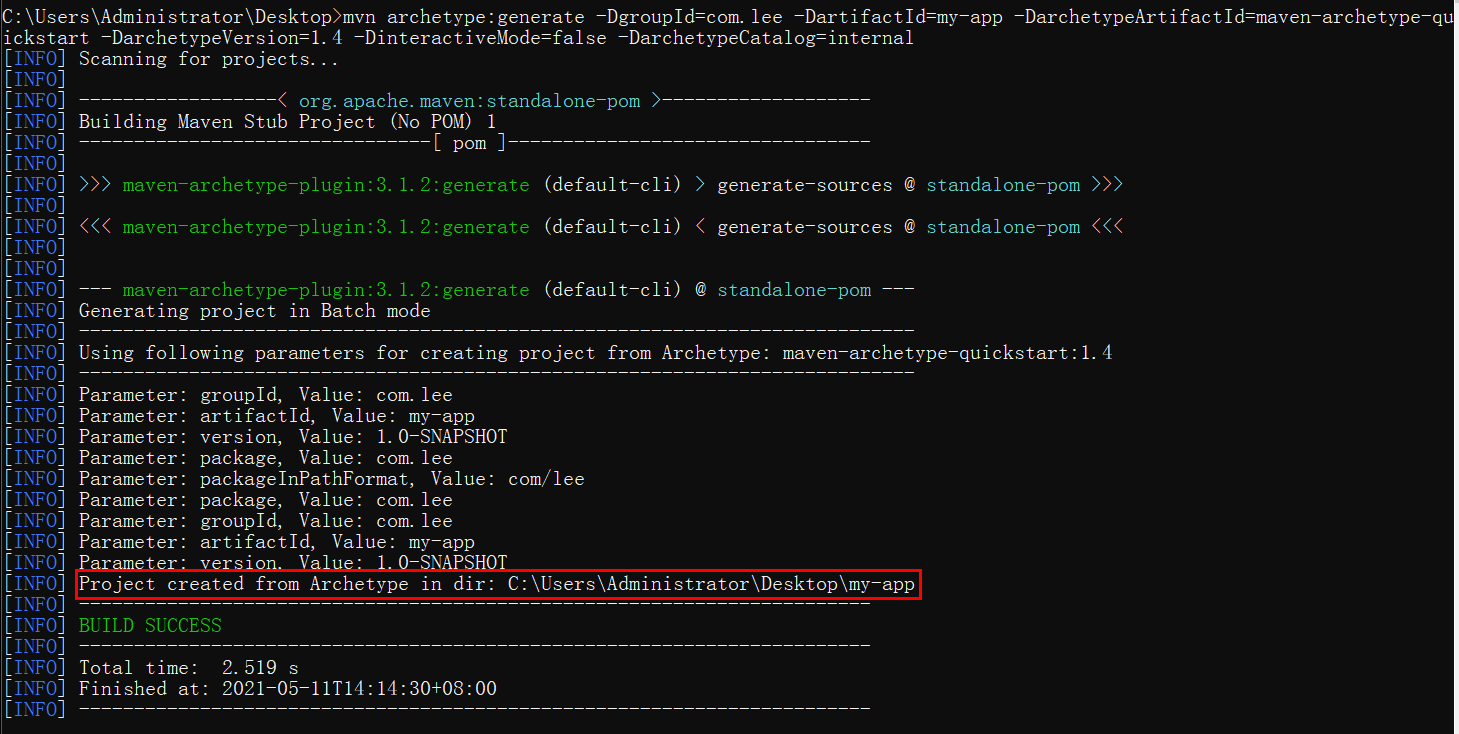 C:\Users\Administrator\Desktop>mvn archetype:generate -DgroupId=com.lee -DartifactId=my-app -DarchetypeArtifactId=maven-archetype-qu
ickstart -DarchetypeVersion=1.4 -DinteractiveMode=false -DarchetypeCatalog=internal
[INFO] Scanning for projects...
[INFO]
[INFO] ------------------< org.apache.maven:standalone-pom >-------------------
[INFO] Building Maven Stub Project (No POM) 1
[INFO] --------------------------------[ pom ]---------------------------------
[INFO]
[INFO] >>> maven-archetype-plugin:3.1.2:generate (default-cli) > generate-sources @ standalone-pom >>>
[INFO]
[INFO] <<< maven-archetype-plugin:3.1.2:generate (default-cli) < generate-sources @ standalone-pom <<<
[INFO]
[INFO]
[INFO] --- maven-archetype-plugin:3.1.2:generate (default-cli) @ standalone-pom ---
[INFO] Generating project in Batch mode
[INFO] ----------------------------------------------------------------------------
[INFO] Using following parameters for creating project from Archetype: maven-archetype-quickstart:1.4
[INFO] ----------------------------------------------------------------------------
[INFO] Parameter: groupId, Value: com.lee
[INFO] Parameter: artifactId, Value: my-app
[INFO] Parameter: version, Value: 1.0-SNAPSHOT
[INFO] Parameter: package, Value: com.lee
[INFO] Parameter: packageInPathFormat, Value: com/lee
[INFO] Parameter: package, Value: com.lee
[INFO] Parameter: groupId, Value: com.lee
[INFO] Parameter: artifactId, Value: my-app
[INFO] Parameter: version, Value: 1.0-SNAPSHOT
[INFO] Project created from Archetype in dir: C:\Users\Administrator\Desktop\my-app
[INFO] ------------------------------------------------------------------------
[INFO] BUILD SUCCESS
[INFO] ------------------------------------------------------------------------
[INFO] Total time:  2.519 s
[INFO] Finished at: 2021-05-11T14:14:30+08:00
[INFO] ------------------------------------------------------------------------